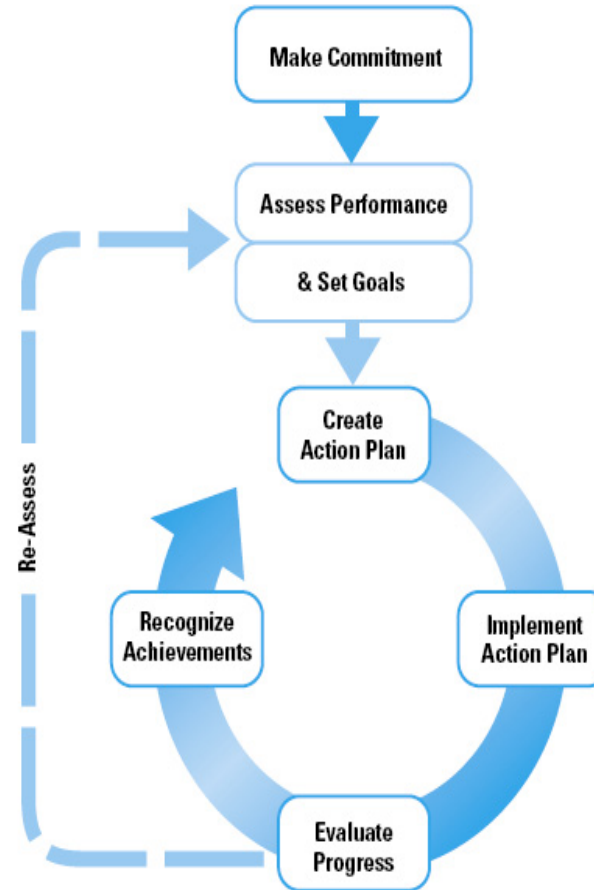 Make Commitment
Assess Performance
& Set Goals
Create
Action Plan
Re-Assess
Recognize
Achievements
Implement
Action Plan
Evaluate
Progress